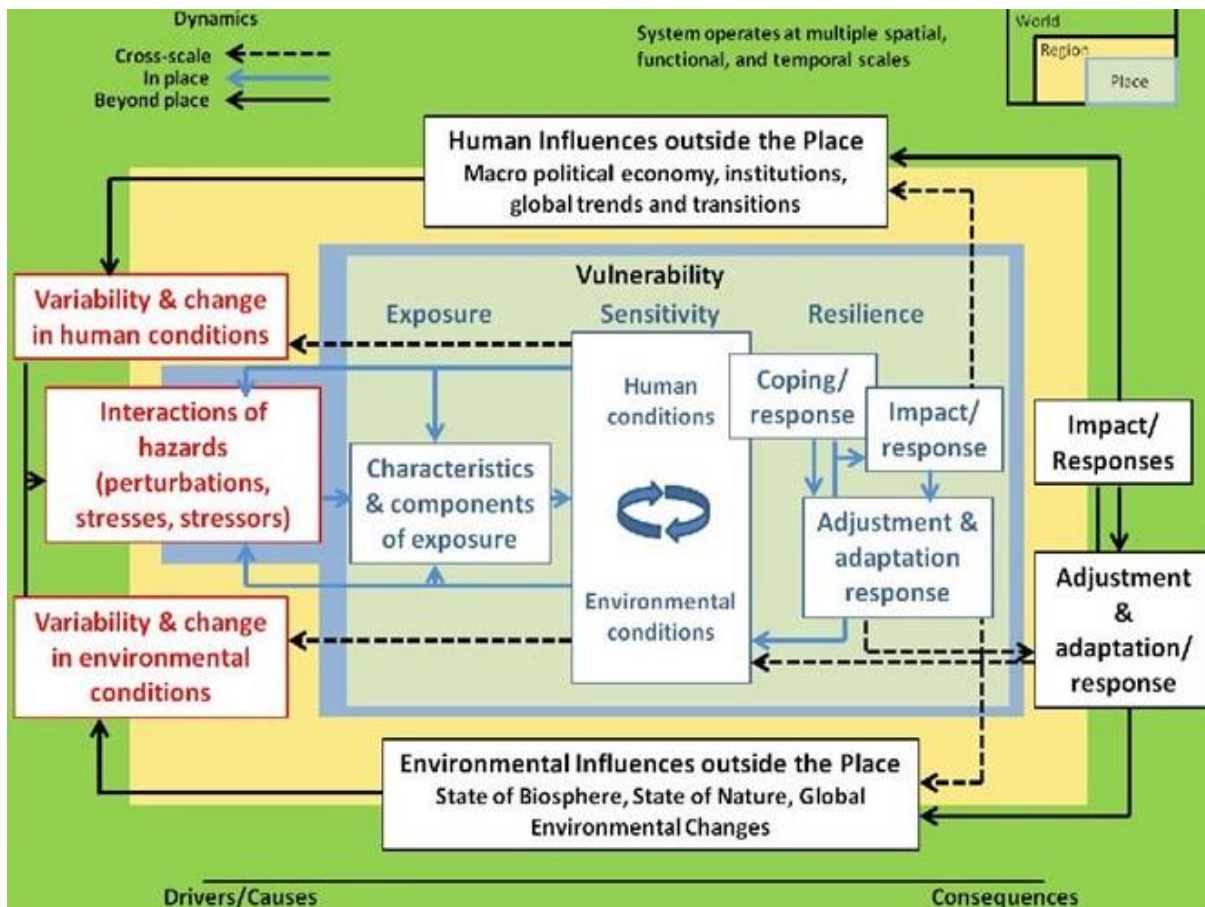 Dynamics
Cross-scale
In place
Beyond place
System operates at multiple spatial,
functional, and temporal scales
World
Region
Place
Human Influences outside the Place
Macro political economy, institutions,
global trends and transitions
Variability & change
in human conditions
Vulnerability
Exposure
Sensitivity
Resilience
Interactions of
hazards
(perturbations,
stresses, stressors)
Characteristics
& components
of exposure
Human
conditions
Environmental
conditions
Coping/
response
Impact/
response
Adjustment &
adaptation
response
Impact/
Responses
Adjustment
&
adaptation/
response
Variability & change
in environmental
conditions
Environmental Influences outside the Place
State of Biosphere, State of Nature, Global
Environmental Changes
Drivers/Causes
Consequences